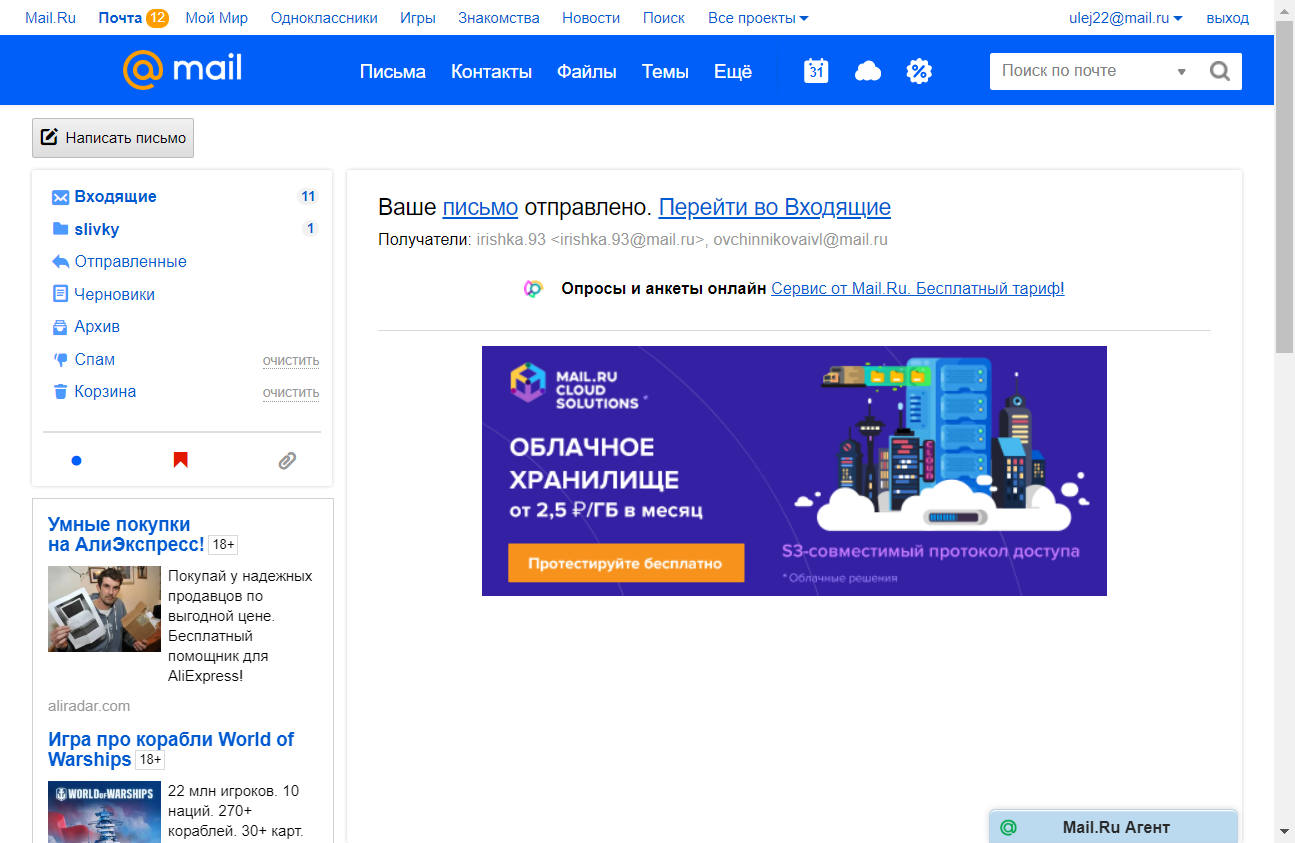 Mail.Ru Почта 12 Мой Мир Одноклассники Игры Знакомства Новости Поиск Все проекты ulej22@mail.ru выход
@mail Письма Контакты Файлы Темы Ещё 31 % Поиск по почте
Написать письмо
Входящие 11
slivky 1
Отправленные
Черновики
Архив
Спам очистить
Корзина очистить
Умные покупки
на АлиЭкспресс! 18+
Покупай у надежных
продавцов по
выгодной цене.
Бесплатный
помощник для
AliExpress!
aliradar.com
Игра про корабли World of
Warships 18+
WORLD OF WARSHIPS
22 млн игроков. 10
наций. 270+
кораблей. 30+ карт.
Ваше письмо отправлено. Перейти во Входящие
Получатели: irishka.93 <irishka.93@mail.ru>, ovchinnikovaivl@mail.ru
Опросы и анкеты онлайн Сервис от Mail.Ru. Бесплатный тариф!
MAIL.RU
CLOUD
SOLUTIONS *
ОБЛАЧНОЕ
ХРАНИЛИЩЕ
от 2,5 ₽/ГБ в месяц
Протестируйте бесплатно
CLOUD
S3-совместимый протокол доступа
* Облачные решения
@ Mail.Ru Агент